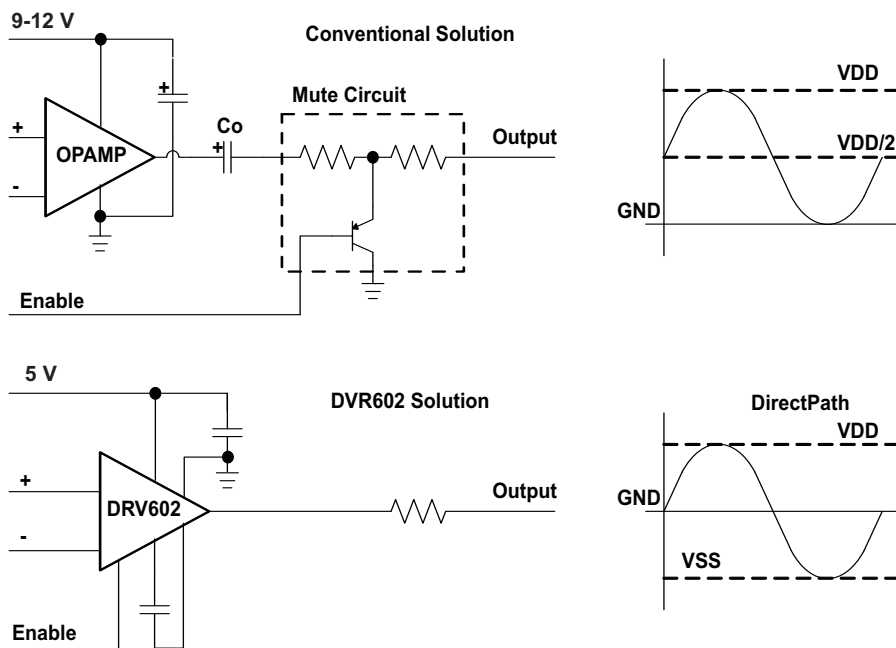 9-12 V
Conventional Solution
VDD
+
Mute Circuit
Co
+
Output
+
OPAMP
VDD/2
-
GND
Enable
5 V
DVR602 Solution
DirectPath
VDD
+
Output
GND
DRV602
-
VSS
Enable